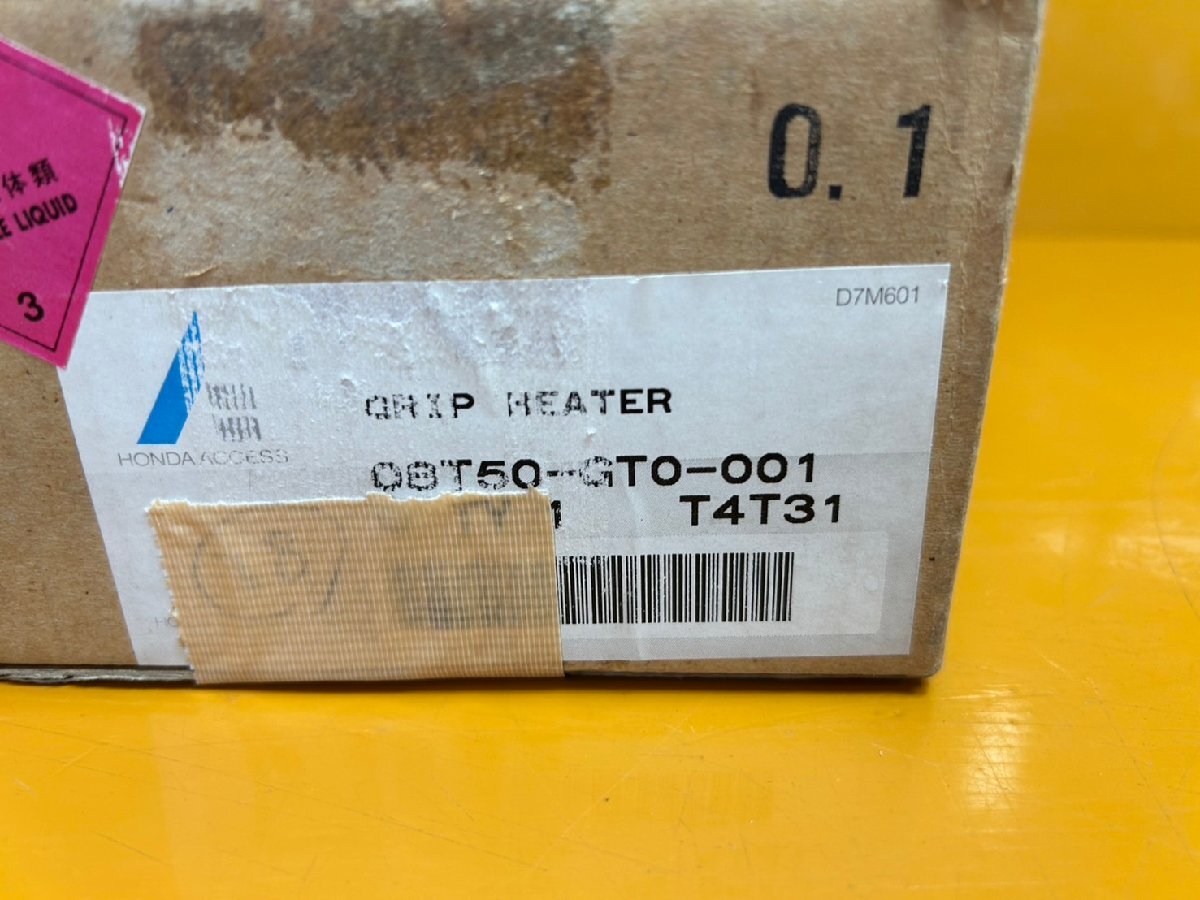 0.1
体類
LIQUID
3
D7M601
GRIP HEATER
HONDA ACCESS
08T50-GT0-001
T4T31